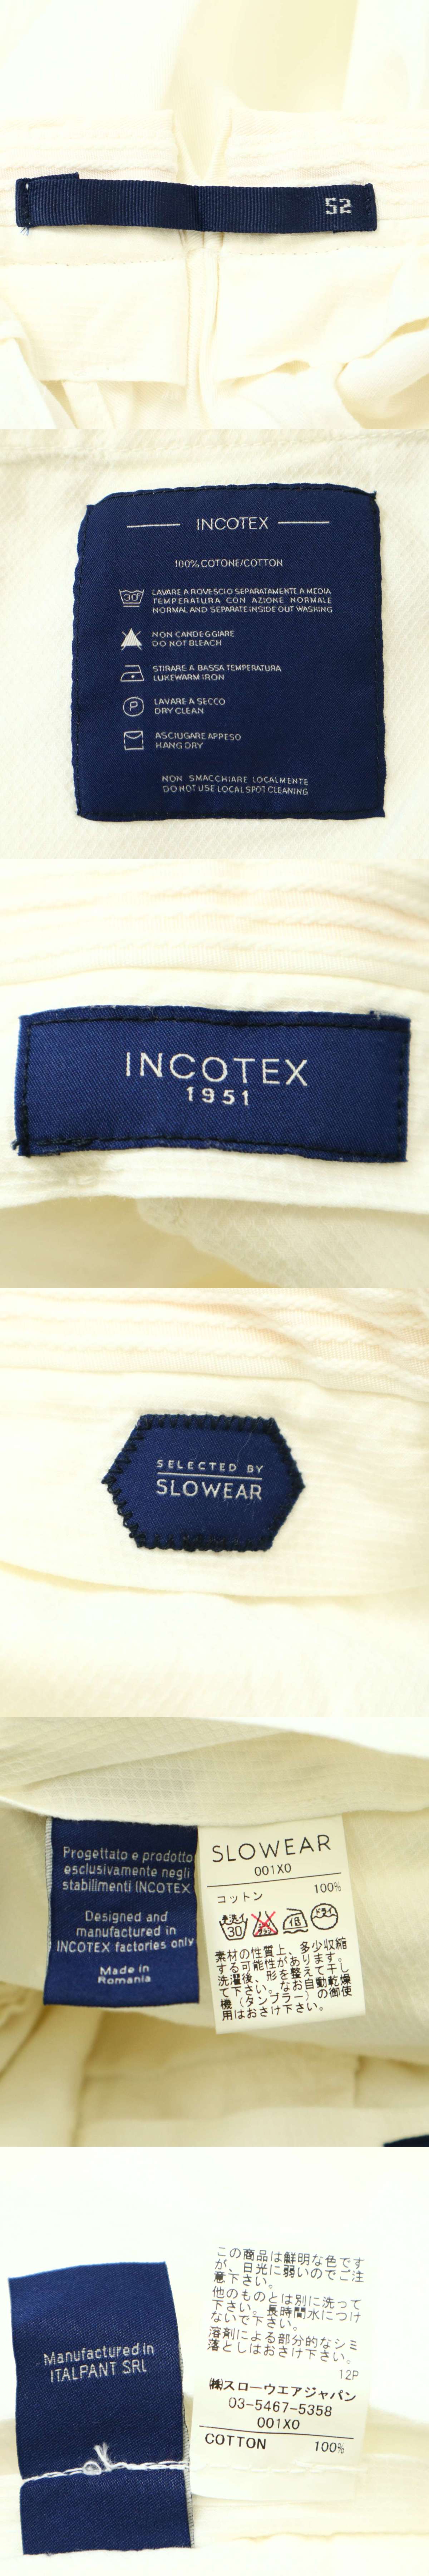 52
INCOTEX
100% COTONE/COTTON
30°
LAVARE A ROVESCIO SEPARATAMENTE A MEDIA
TEMPERATURA CON AZIONE NORMALE
NORMAL AND SEPARATE INSIDE OUT WASHING
NON CANDEGGIARE
DO NOT BLEACH
STIRARE A BASSA TEMPERATURA
LUKEWARM IRON
P
LAVARE A SECCO
DRY CLEAN
ASCIUGARE APPESO
HANG DRY
NON SMACCHIARE LOCALMENTE
DO NOT USE LOCAL SPOT CLEANING
INCOTEX
1951
SELECTED BY
SLOWEAR
Progettato e prodotto
esclusivamente negli
stabilimenti INCOTEX
Designed and
manufactured in
INCOTEX factories only
Made in
Romania
SLOWEAR
001X0
コットン 100%
手洗イ
30
ドライ
素材の性質上、多少収縮
する可能性があります。
洗濯後、形を整えて干し
て下さい。なお自動乾燥
機（タンブラー）の御使
用はおさけ下さい。
Manufactured in
ITALPANT SRL
この商品は鮮明な色です
が、日光に弱いのでご注
意下さい。
他のものとは別に洗って
下さい。長時間水につけ
ないで下さい。
溶剤による部分的なシミ
落としはおさけ下さい。
12P
㈱スローウエアジャパン
03-5467-5358
001X0
COTTON 100%